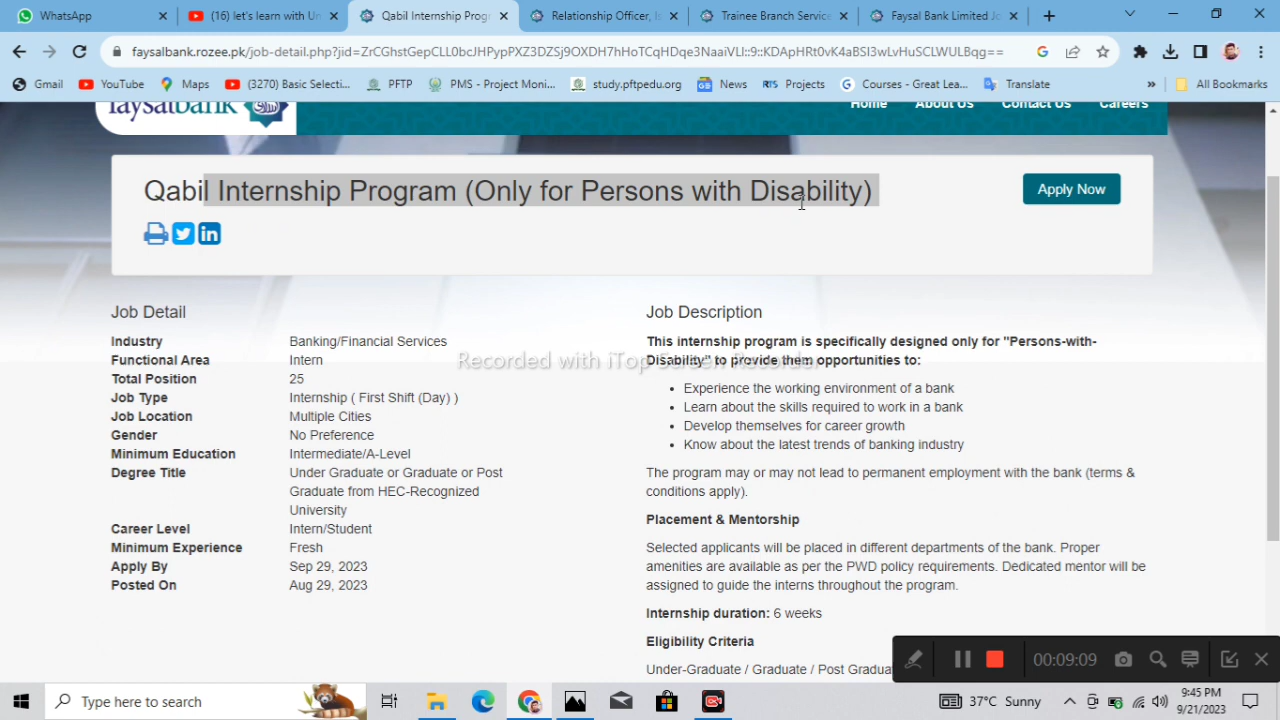 WhatsApp
(16) let's learn with Un
Qabil Internship Progr
Relationship Officer, Is
Trainee Branch Service
Faysal Bank Limited Jo
faysalbank.rozee.pk/job-detail.php?jid=ZrCGhstGepCLL0bcJHPypPXZ3DZSj9OXDH7hHoTCqHDqe3NaaiVLl::9::KDApHRt0vK4aBSI3wLvHuSCLWULBqg==
Gmail
YouTube
Maps
(3270) Basic Selecti...
PFTP
PMS - Project Moni...
study.pftpedu.org
News
RTS Projects
Courses - Great Lea...
Translate
»
All Bookmarks
faysalbank
Home
About Us
Contact Us
Careers
Qabil Internship Program (Only for Persons with Disability)
Apply Now
Job Detail
Industry Banking/Financial Services
Functional Area Intern
Total Position 25
Job Type Internship ( First Shift (Day) )
Job Location Multiple Cities
Gender No Preference
Minimum Education Intermediate/A-Level
Degree Title Under Graduate or Graduate or Post
Graduate from HEC-Recognized
University
Career Level Intern/Student
Minimum Experience Fresh
Apply By Sep 29, 2023
Posted On Aug 29, 2023
Job Description
This internship program is specifically designed only for "Persons-with-
Disability" to provide them opportunities to:
• Experience the working environment of a bank
• Learn about the skills required to work in a bank
• Develop themselves for career growth
• Know about the latest trends of banking industry
The program may or may not lead to permanent employment with the bank (terms &
conditions apply).
Placement & Mentorship
Selected applicants will be placed in different departments of the bank. Proper
amenities are available as per the PWD policy requirements. Dedicated mentor will be
assigned to guide the interns throughout the program.
Internship duration: 6 weeks
Eligibility Criteria
Under-Graduate / Graduate / Post Gradua
Recorded with iTop Screen Recorder
00:09:09
Type here to search
37°C Sunny
9:45 PM
9/21/2023